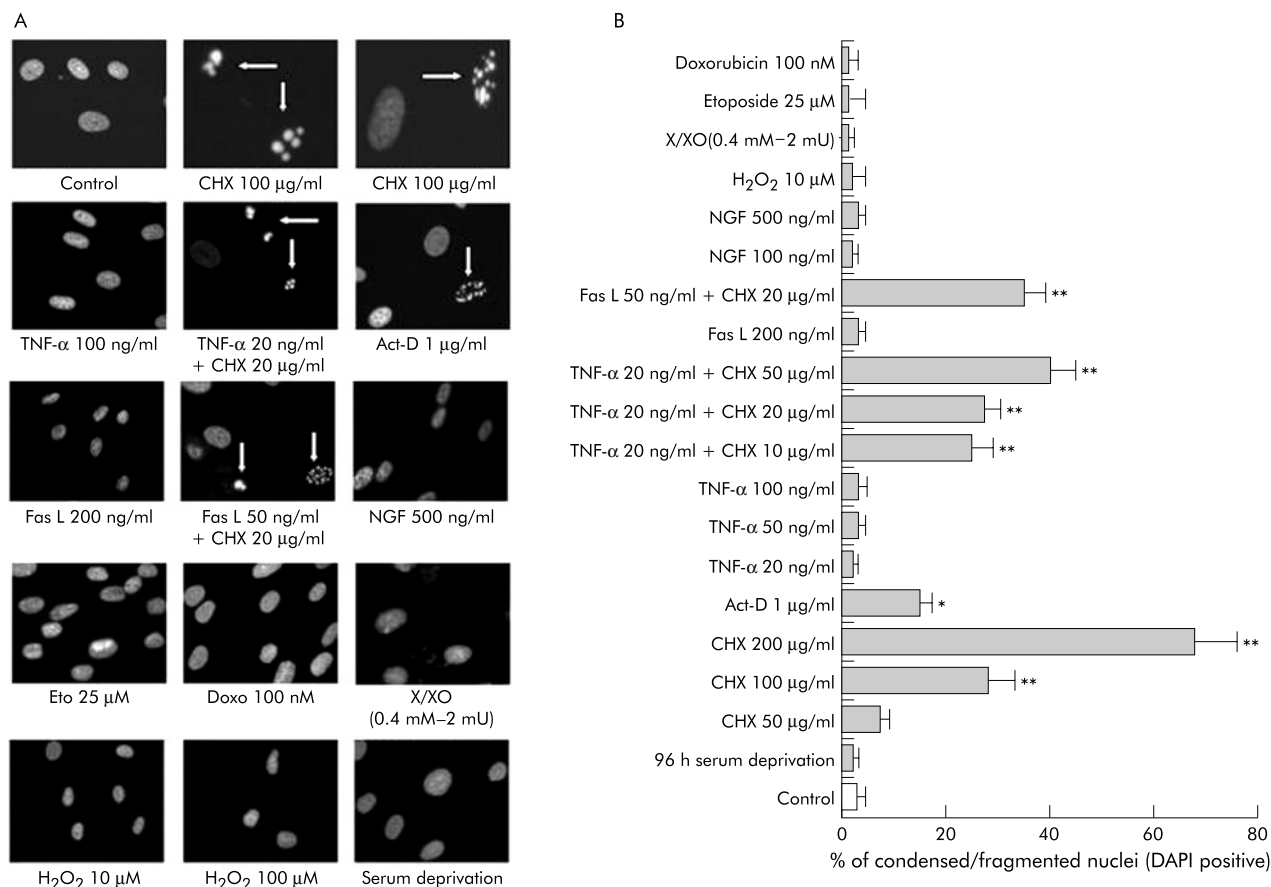 A
Control
CHX 100 μg/ml
CHX 100 μg/ml
TNF-α 100 ng/ml
TNF-α 20 ng/ml
+ CHX 20 μg/ml
Act-D 1 μg/ml
Fas L 200 ng/ml
Fas L 50 ng/ml
+ CHX 20 μg/ml
NGF 500 ng/ml
Eto 25 μM
Doxo 100 nM
X/XO
(0.4 mM–2 mU)
H₂O₂ 10 μM
H₂O₂ 100 μM
Serum deprivation
B
Doxorubicin 100 nM
Etoposide 25 μM
X/XO(0.4 mM–2 mU)
H₂O₂ 10 μM
NGF 500 ng/ml
NGF 100 ng/ml
Fas L 50 ng/ml + CHX 20 μg/ml **
Fas L 200 ng/ml
TNF-α 20 ng/ml + CHX 50 μg/ml **
TNF-α 20 ng/ml + CHX 20 μg/ml **
TNF-α 20 ng/ml + CHX 10 μg/ml **
TNF-α 100 ng/ml
TNF-α 50 ng/ml
TNF-α 20 ng/ml
Act-D 1 μg/ml *
CHX 200 μg/ml **
CHX 100 μg/ml **
CHX 50 μg/ml
96 h serum deprivation
Control
0 20 40 60 80
% of condensed/fragmented nuclei (DAPI positive)